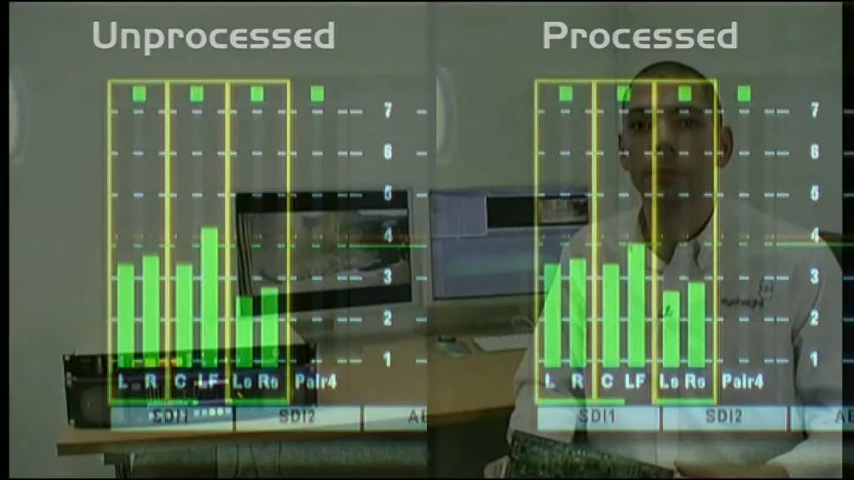 Unprocessed Processed
7 7
6 6
5 5
4 4
3 3
2 2
1 1
L R C LF Ls Rs Pair4 L R C LF Ls Rs Pair4
SDI1 SDI2 SDI1 SDI2